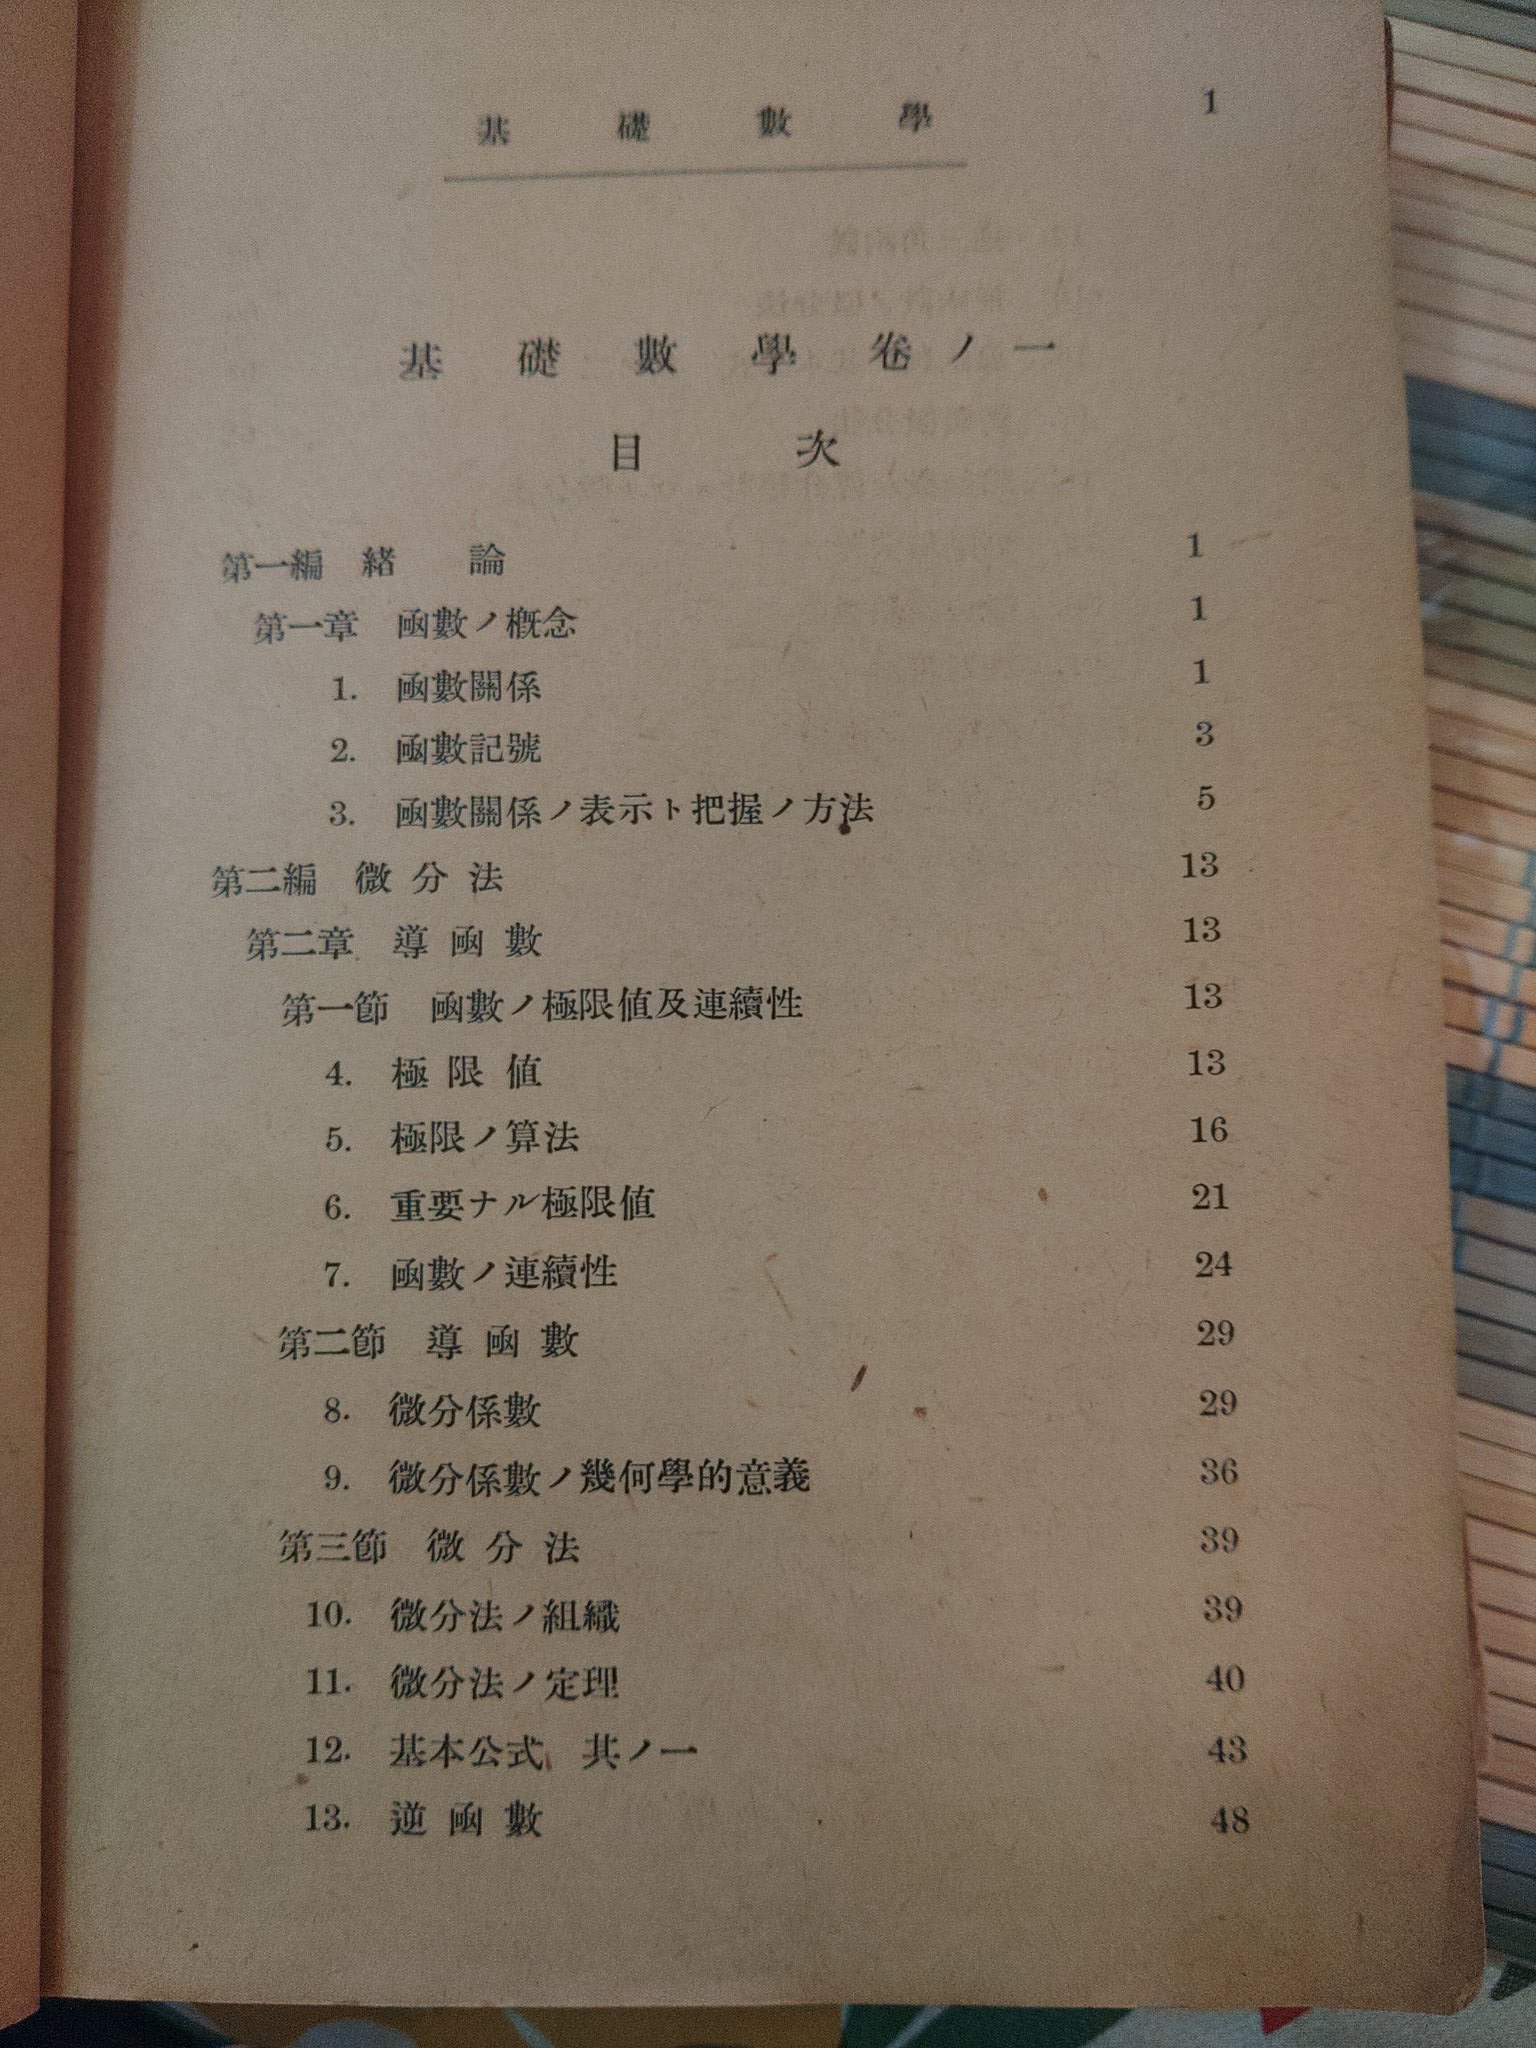 基礎數學 1
基礎數學卷ノ一
目次
第一編 緒論 1
第一章 函數ノ概念 1
1. 函數關係 1
2. 函數記號 3
3. 函數關係ノ表示ト把握ノ方法 5
第二編 微分法 13
第二章 導函數 13
第一節 函數ノ極限値及連續性 13
4. 極限値 13
5. 極限ノ算法 16
6. 重要ナル極限値 21
7. 函數ノ連續性 24
第二節 導函數 29
8. 微分係數 29
9. 微分係數ノ幾何學的意義 36
第三節 微分法 39
10. 微分法ノ組織 39
11. 微分法ノ定理 40
12. 基本公式 其ノ一 43
13. 逆函數 48